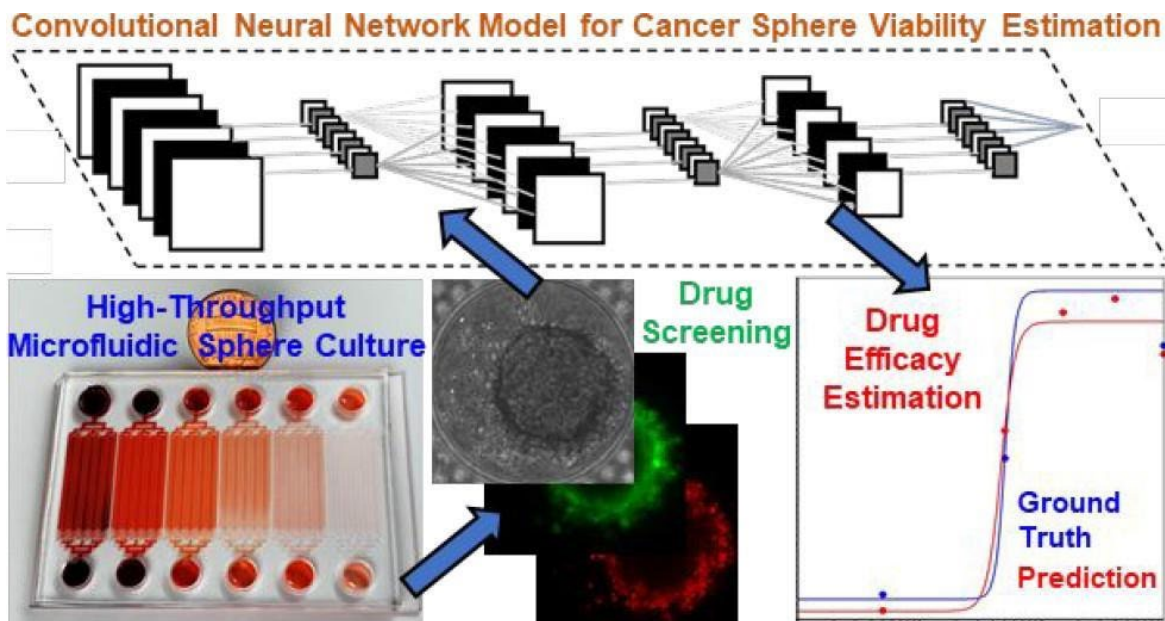 Convolutional Neural Network Model for Cancer Sphere Viability Estimation
High-Throughput
Microfluidic Sphere Culture
Drug
Screening
Drug
Efficacy
Estimation
Ground
Truth
Prediction